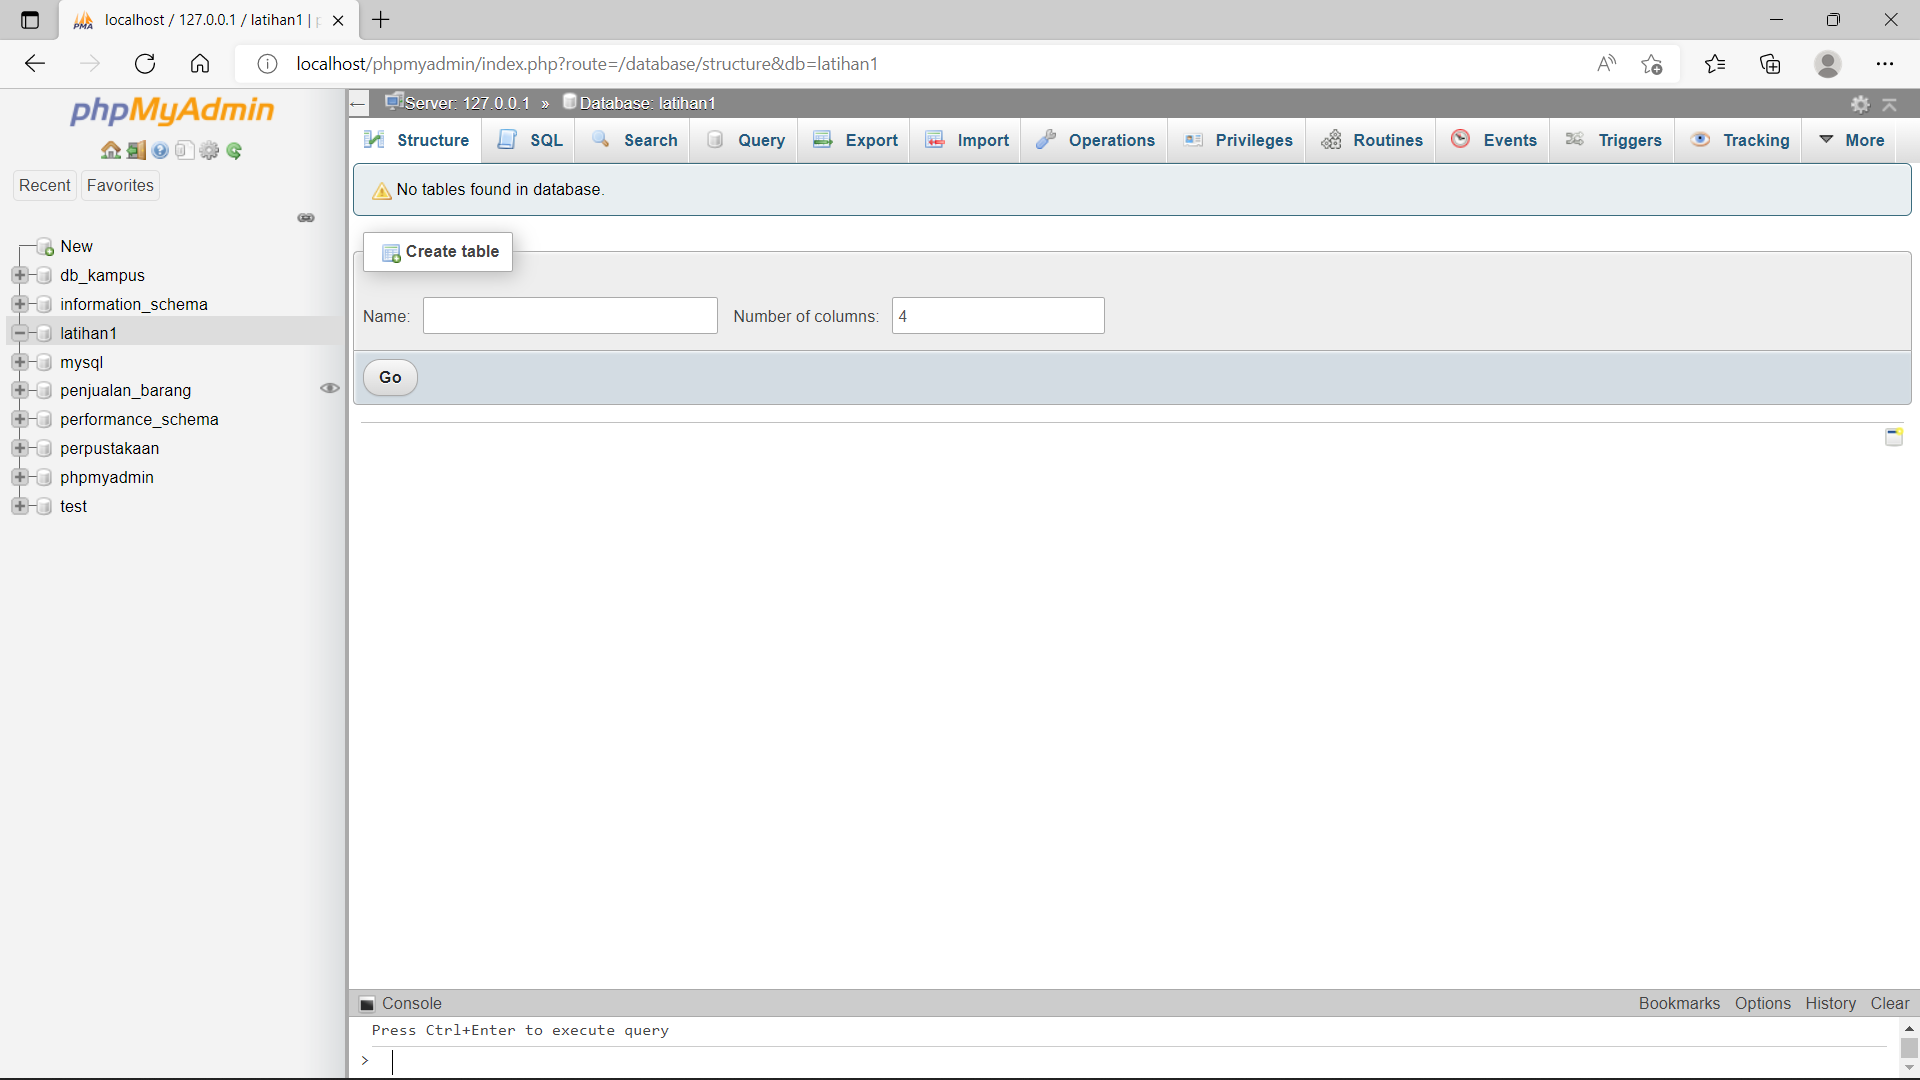 localhost / 127.0.0.1 / latihan1 |
localhost/phpmyadmin/index.php?route=/database/structure&db=latihan1
phpMyAdmin
Recent
Favorites
New
db_kampus
information_schema
latihan1
mysql
penjualan_barang
performance_schema
perpustakaan
phpmyadmin
test
Server: 127.0.0.1 » Database: latihan1
Structure
SQL
Search
Query
Export
Import
Operations
Privileges
Routines
Events
Triggers
Tracking
More
No tables found in database.
Create table
Name:
Number of columns: 4
Go
Console
Bookmarks
Options
History
Clear
Press Ctrl+Enter to execute query
>